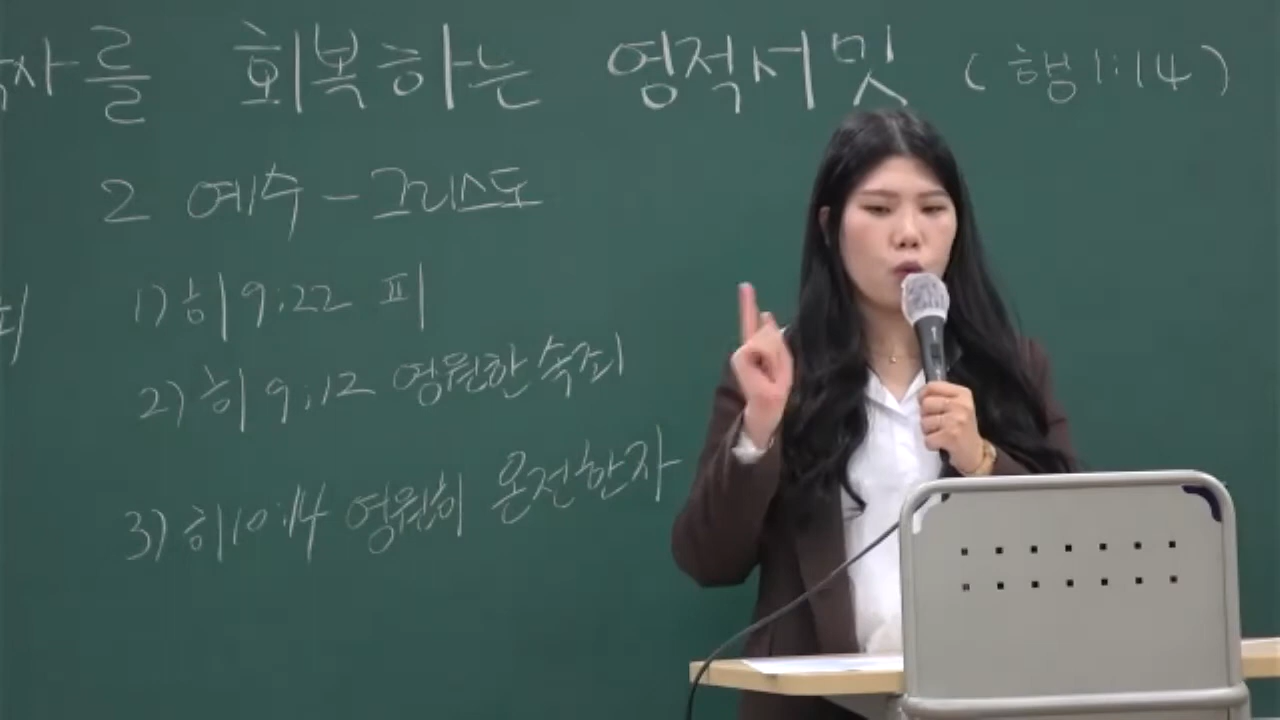 자를 회복하는 영적서밋 (행1:14)
2 예수-그리스도
1) 히9:22 피
2) 히9:12 영원한 속죄
3) 히10:14 영원히 온전한자